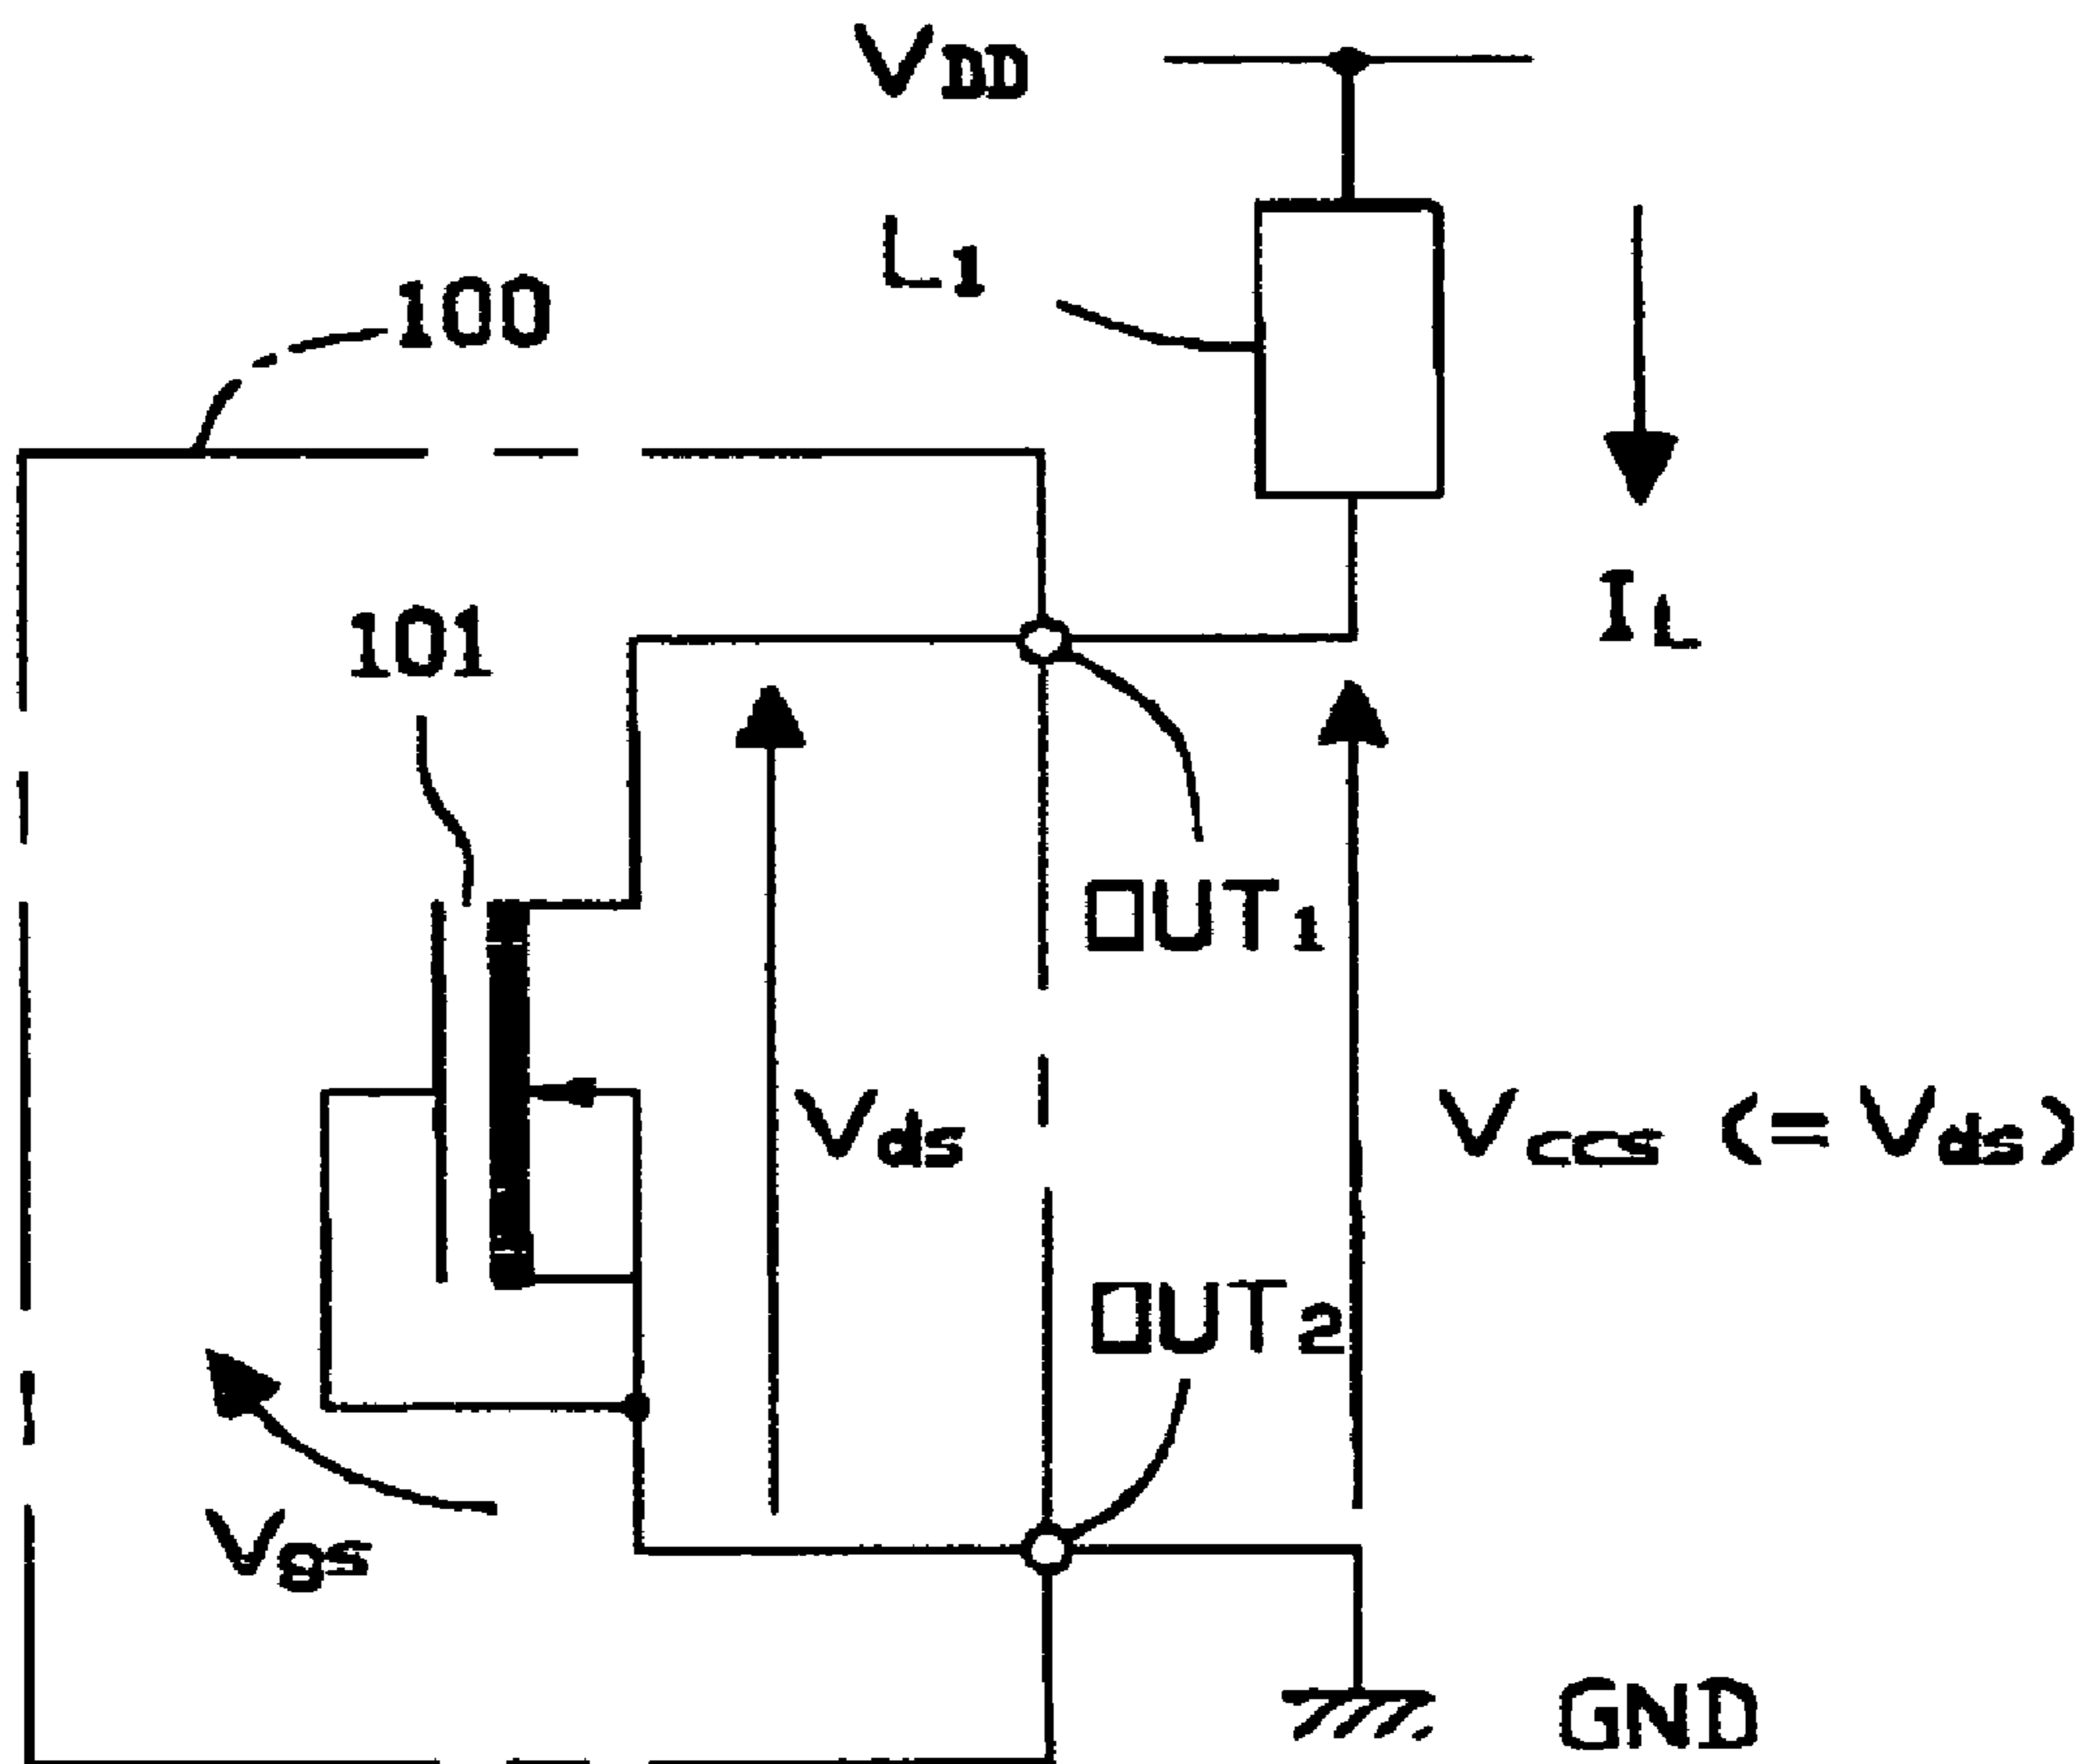 VDD
L1
100
IL
101
OUT1
Vds
Vccs (= Vds)
OUT2
Vgs
GND